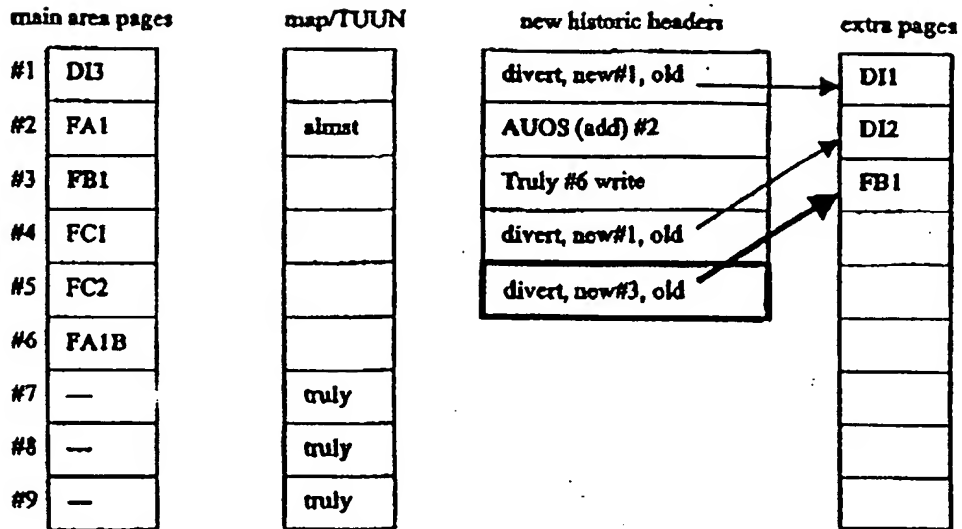 main area pages map/TUUN new historic headers extra pages
#1 DI3 divert, new#1, old DI1
#2 FA1 almst AUOS (add) #2 DI2
#3 FB1 Truly #6 write FB1
#4 FC1 divert, new#1, old
#5 FC2 divert, new#3, old
#6 FA1B
#7 — truly
#8 — truly
#9 — truly